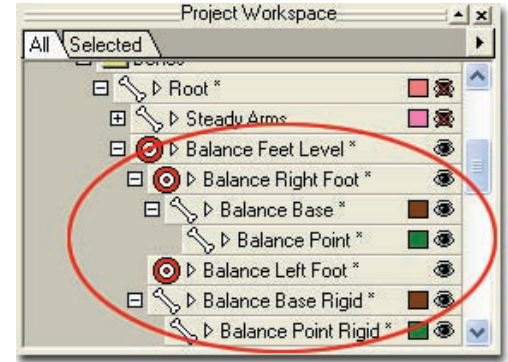 Project Workspace
All Selected
Bones
Root *
Steady Arms
Balance Feet Level *
Balance Right Foot *
Balance Base *
Balance Point *
Balance Left Foot *
Balance Base Rigid *
Balance Point Rigid *